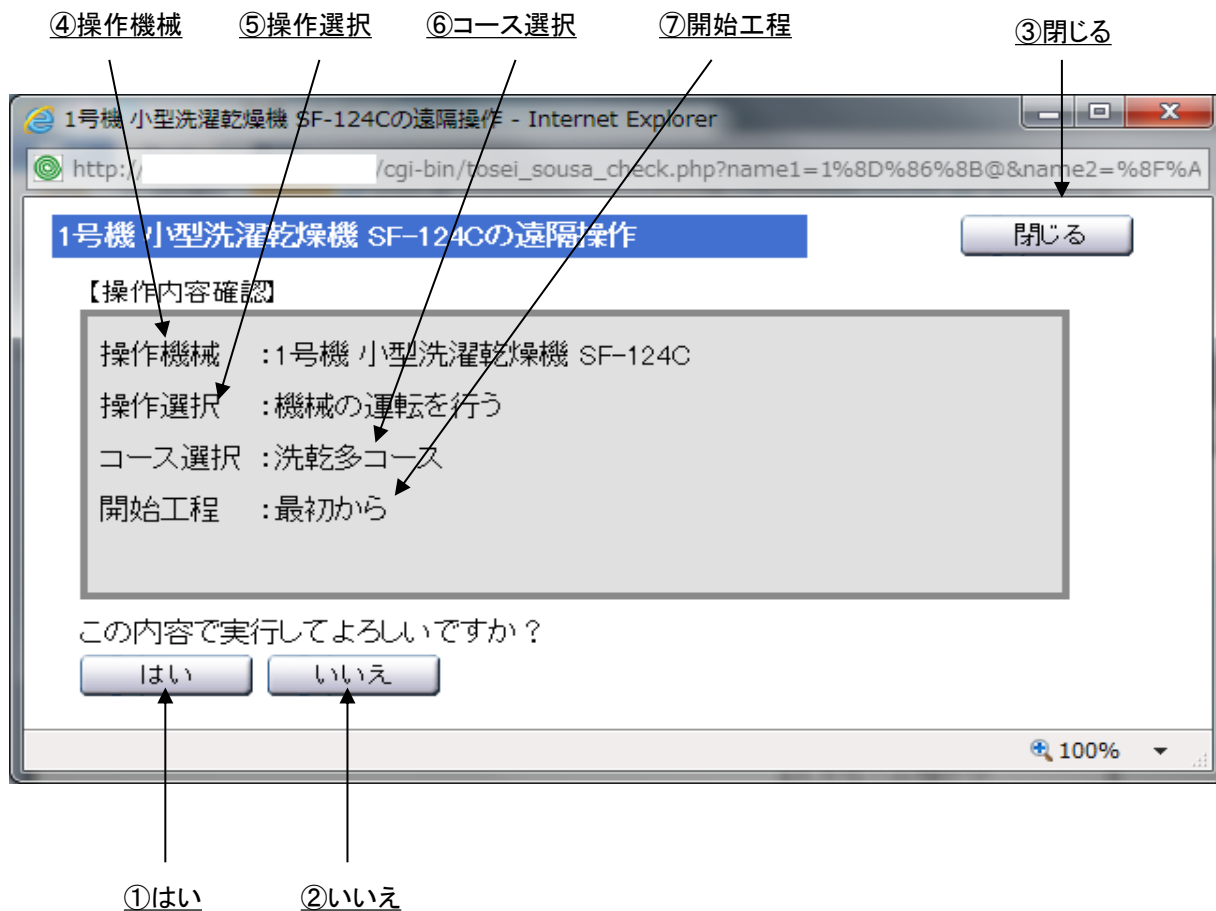 ④操作機械 ⑤操作選択 ⑥コース選択 ⑦開始工程 ③閉じる
1号機 小型洗濯乾燥機 SF-124Cの遠隔操作 - Internet Explorer
http:/ /cgi-bin/tosei_sousa_check.php?name1=1%8D%86%8B@&name2=%8F%A
1号機 小型洗濯乾燥機 SF-124Cの遠隔操作 閉じる
【操作内容確認】
操作機械 :1号機 小型洗濯乾燥機 SF-124C
操作選択 :機械の運転を行う
コース選択 :洗乾多コース
開始工程 :最初から
この内容で実行してよろしいですか?
はい いいえ
100%
①はい ②いいえ